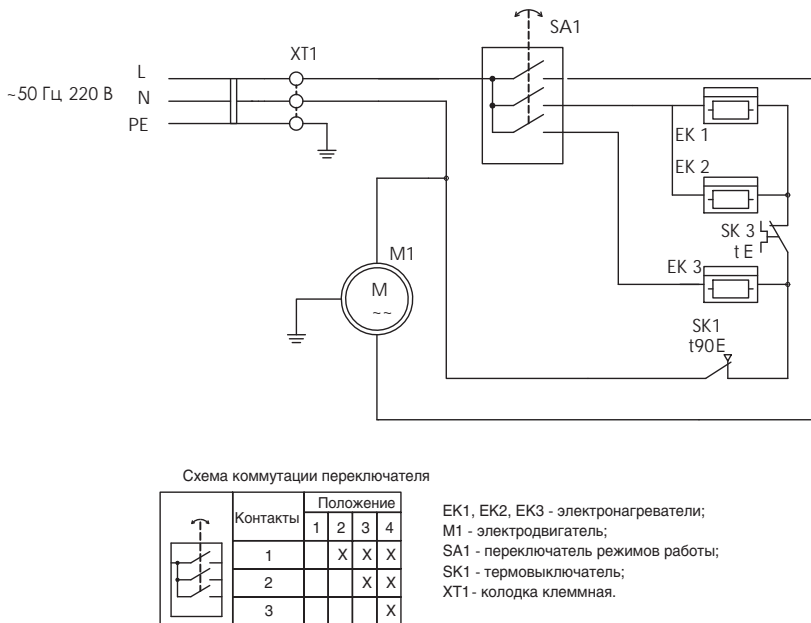 SA1
XT1
L
~50 Гц 220 В
N
PE
EK 1
EK 2
SK 3
t E
M1
EK 3
M
~~
SK1
t90E
Схема коммутации переключателя
Контакты
Положение
1 2 3 4
1 X X X
2 X X
3 X
EK1, EK2, EK3 - электронагреватели;
M1 - электродвигатель;
SA1 - переключатель режимов работы;
SK1 - термовыключатель;
XT1- колодка клеммная.